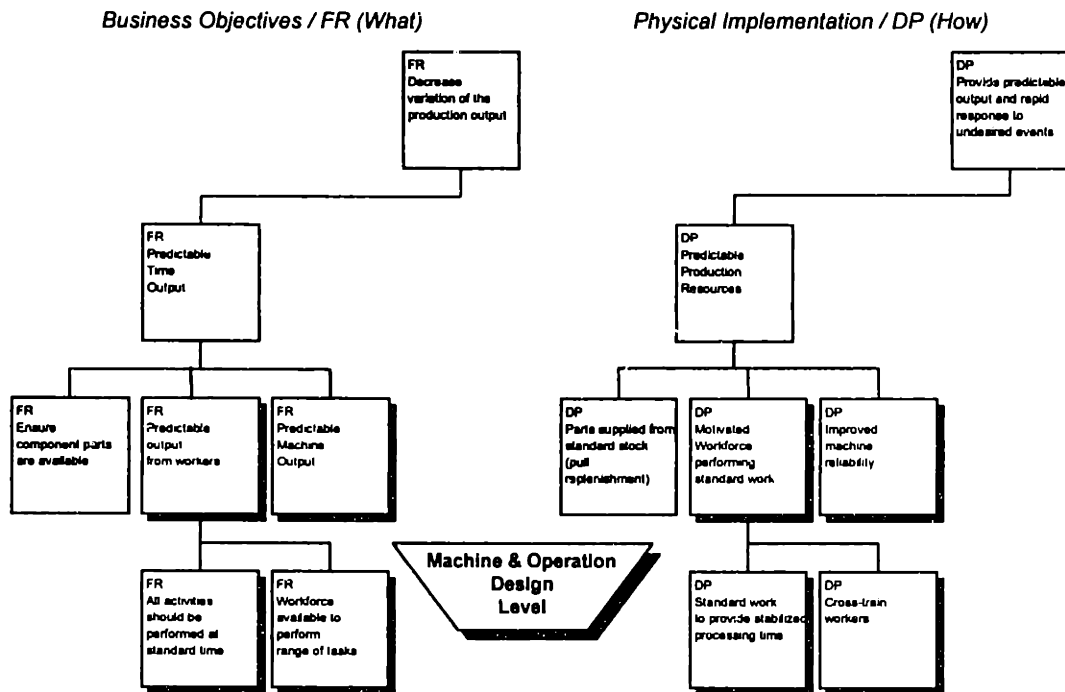 Business Objectives / FR (What)
Physical Implementation / DP (How)
FR
Decrease
variation of the
production output
DP
Provide predictable
output and rapid
response to
undesired events
FR
Predictable
Time
Output
DP
Predictable
Production
Resources
FR
Ensure
component parts
are available
FR
Predictable
output
from workers
FR
Predictable
Machine
Output
DP
Parts supplied from
standard stock
(pull
replenishment)
DP
Motivated
Workforce
performing
standard work
DP
Improved
machine
reliability
Machine & Operation
Design
Level
FR
All activities
should be
performed at
standard time
FR
Workforce
available to
perform
range of tasks
DP
Standard work
to provide stabilized
processing time
DP
Cross-train
workers